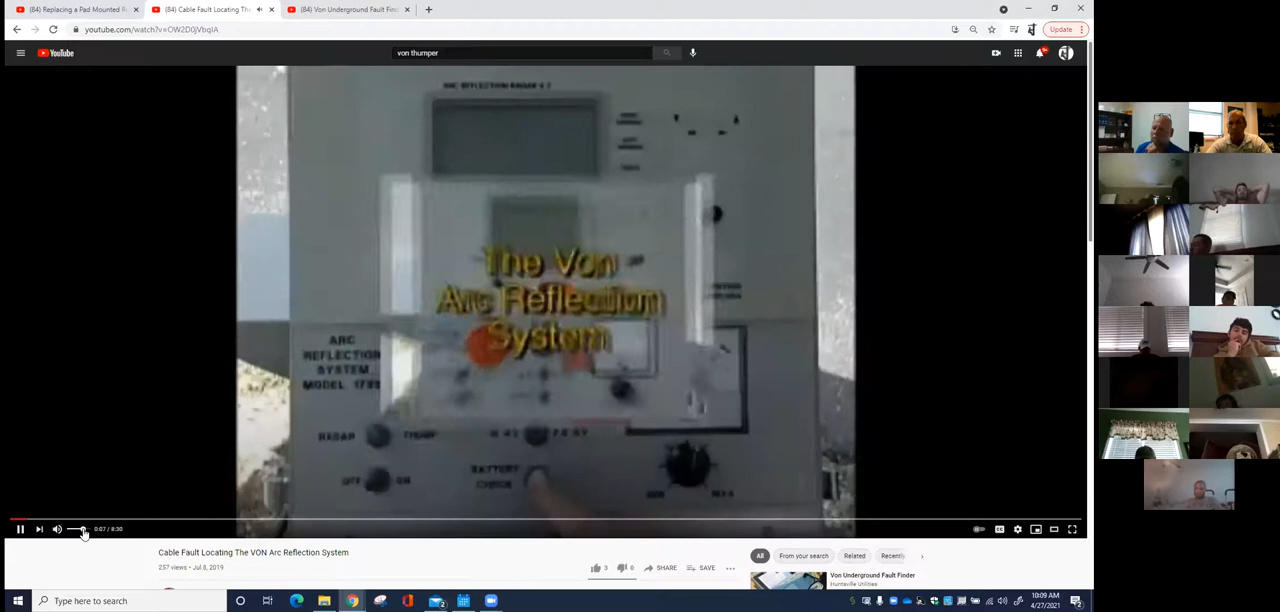 (84) Replacing a Pad Mounted
(84) Cable Fault Locating The
(84) Von Underground Fault Fin
youtube.com/watch?v=OW2D0jVbqIA
Update
YouTube
von thumper
ARC REFLECTION RADAR
The Von
Arc Reflection
System
ARC
REFLECTION
SYSTEM
MODEL
RADAR
THUMP
BATTERY
CHECK
OFF
ON
MAX
0:07 / 8:30
Cable Fault Locating The VON Arc Reflection System
257 views • Jul 8, 2019
3
0
SHARE
SAVE
All
From your search
Related
Recently
Von Underground Fault Finder
Huntsville Utilities
Type here to search
10:09 AM
4/27/2021